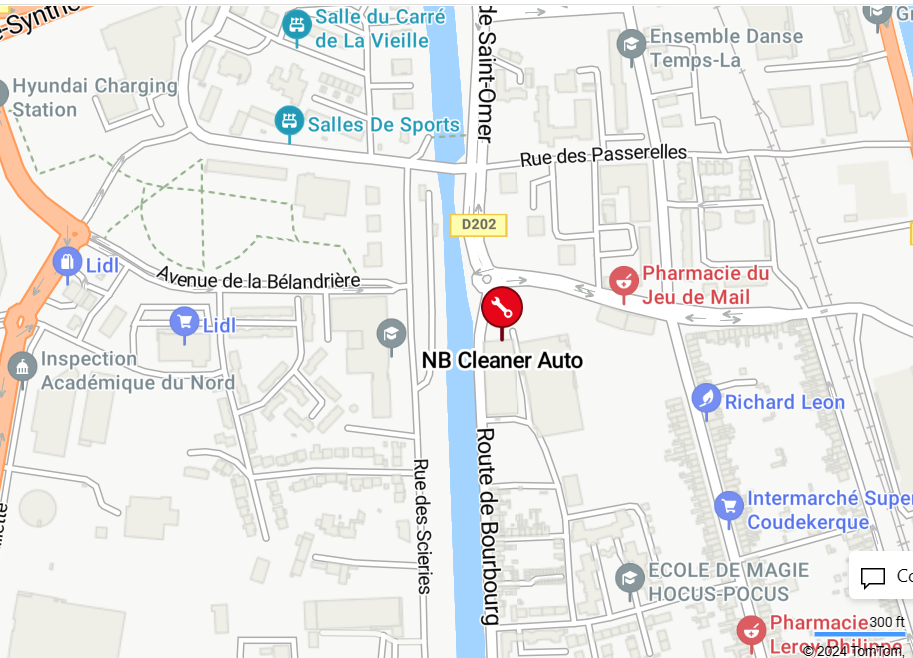 -Synthe
Salle du Carré
de La Vieille
de Saint-Omer
Ensemble Danse
Temps-La
Hyundai Charging
Station
Salles De Sports
Rue des Passerelles
D202
Lidl
Avenue de la Bélandrière
Pharmacie du
Jeu de Mail
Lidl
NB Cleaner Auto
Inspection
Académique du Nord
Richard Leon
Route de Bourbourg
Rue des Scieries
Intermarché Super
Coudekerque
ECOLE DE MAGIE
HOCUS-POCUS
Co
Pharmacie
Leroy Philippe
300 ft
©2024 TomTom,